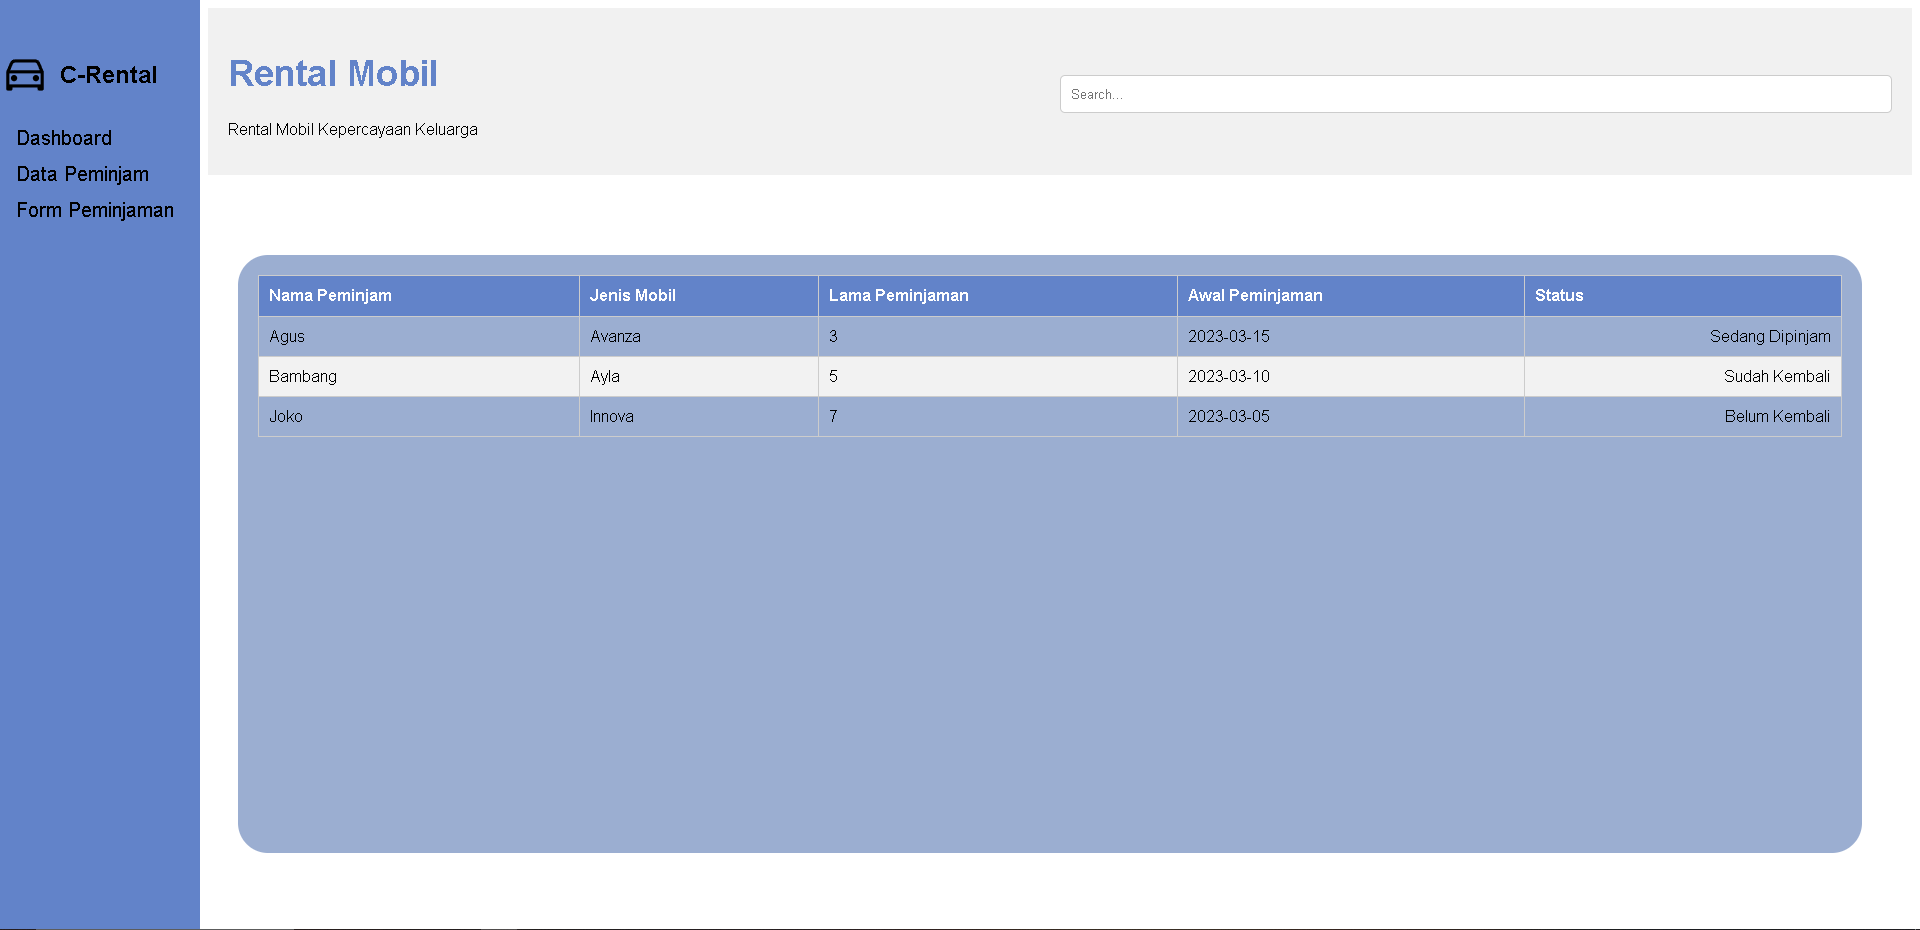 C-Rental
Dashboard
Data Peminjam
Form Peminjaman
Rental Mobil
Rental Mobil Kepercayaan Keluarga
Search...
Nama Peminjam Jenis Mobil Lama Peminjaman Awal Peminjaman Status
Agus Avanza 3 2023-03-15 Sedang Dipinjam
Bambang Ayla 5 2023-03-10 Sudah Kembali
Joko Innova 7 2023-03-05 Belum Kembali